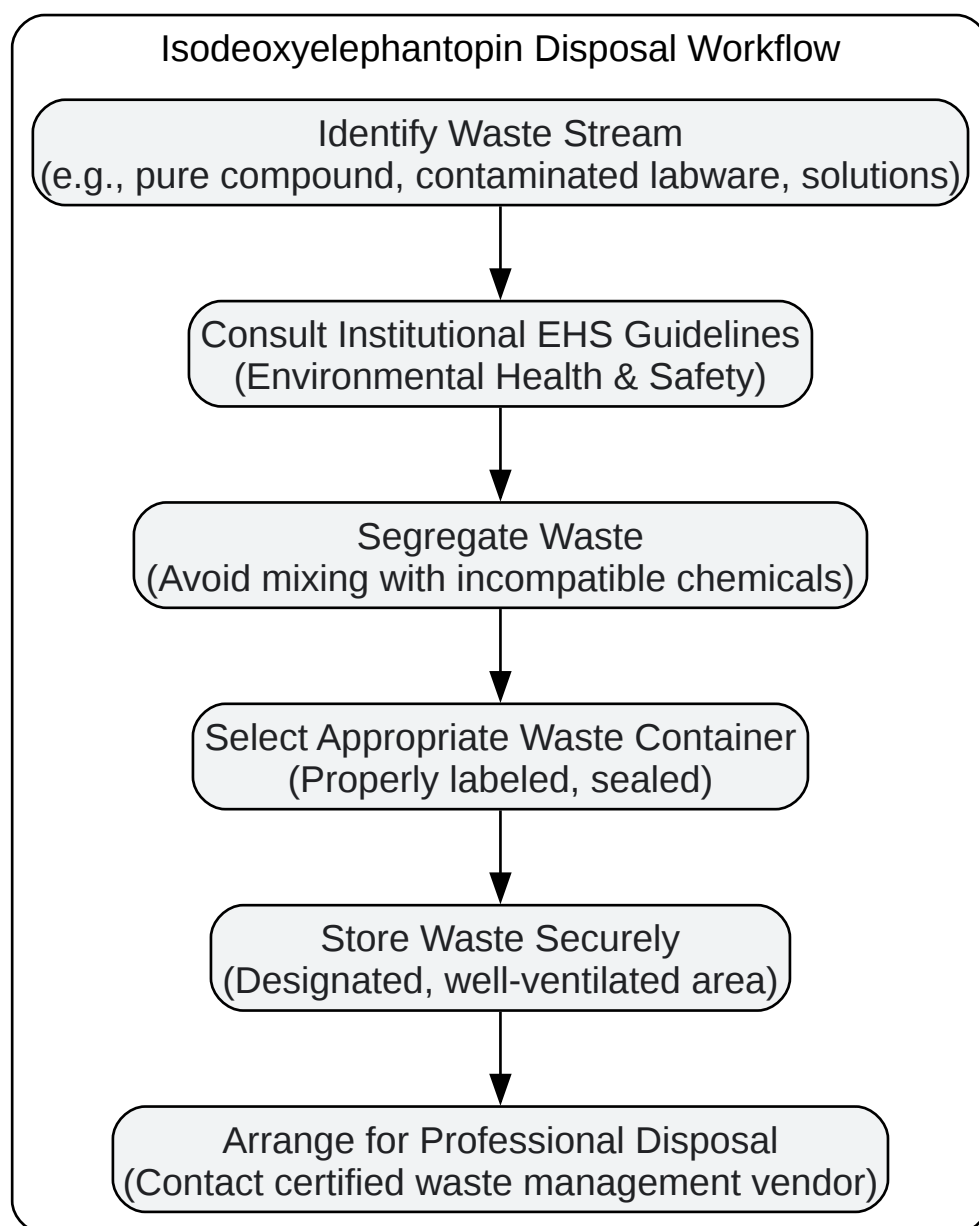 Isodeoxyelephantopin Disposal Workflow
Identify Waste Stream
(e.g., pure compound, contaminated labware, solutions)
Consult Institutional EHS Guidelines
(Environmental Health & Safety)
Segregate Waste
(Avoid mixing with incompatible chemicals)
Select Appropriate Waste Container
(Properly labeled, sealed)
Store Waste Securely
(Designated, well-ventilated area)
Arrange for Professional Disposal
(Contact certified waste management vendor)